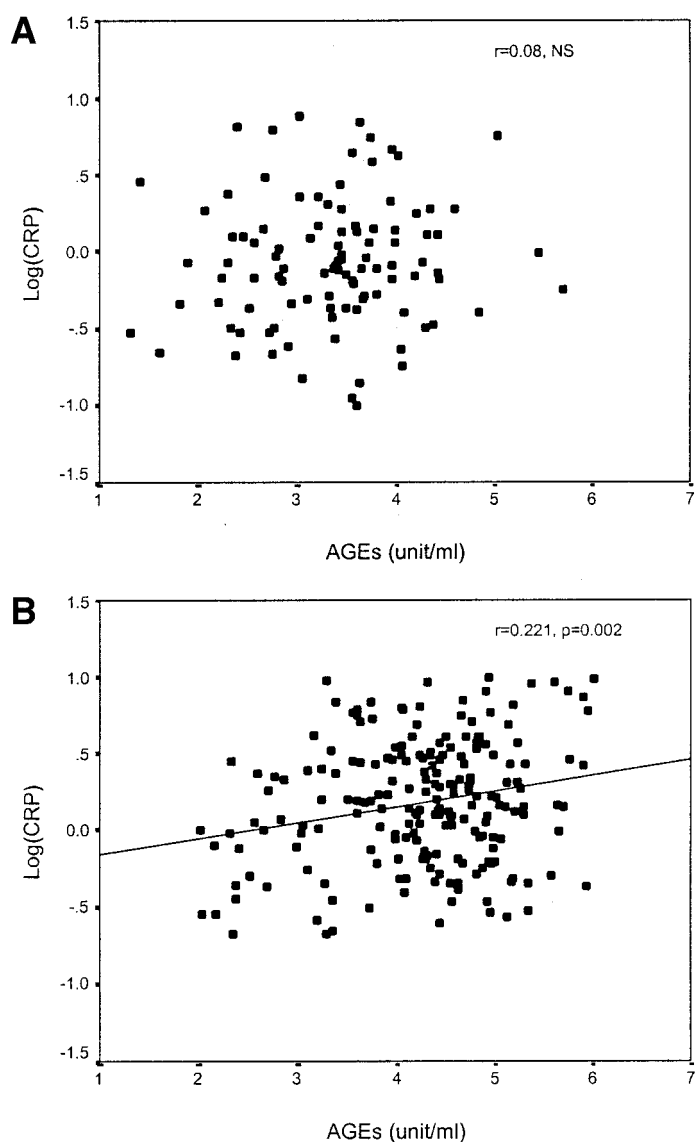 A
r=0.08, NS
1.5
1.0
.5
0.0
-.5
-1.0
-1.5
Log(CRP)
1 2 3 4 5 6 7
AGEs (unit/ml)
B
r=0.221, p=0.002
1.5
1.0
.5
0.0
-.5
-1.0
-1.5
Log(CRP)
1 2 3 4 5 6 7
AGEs (unit/ml)